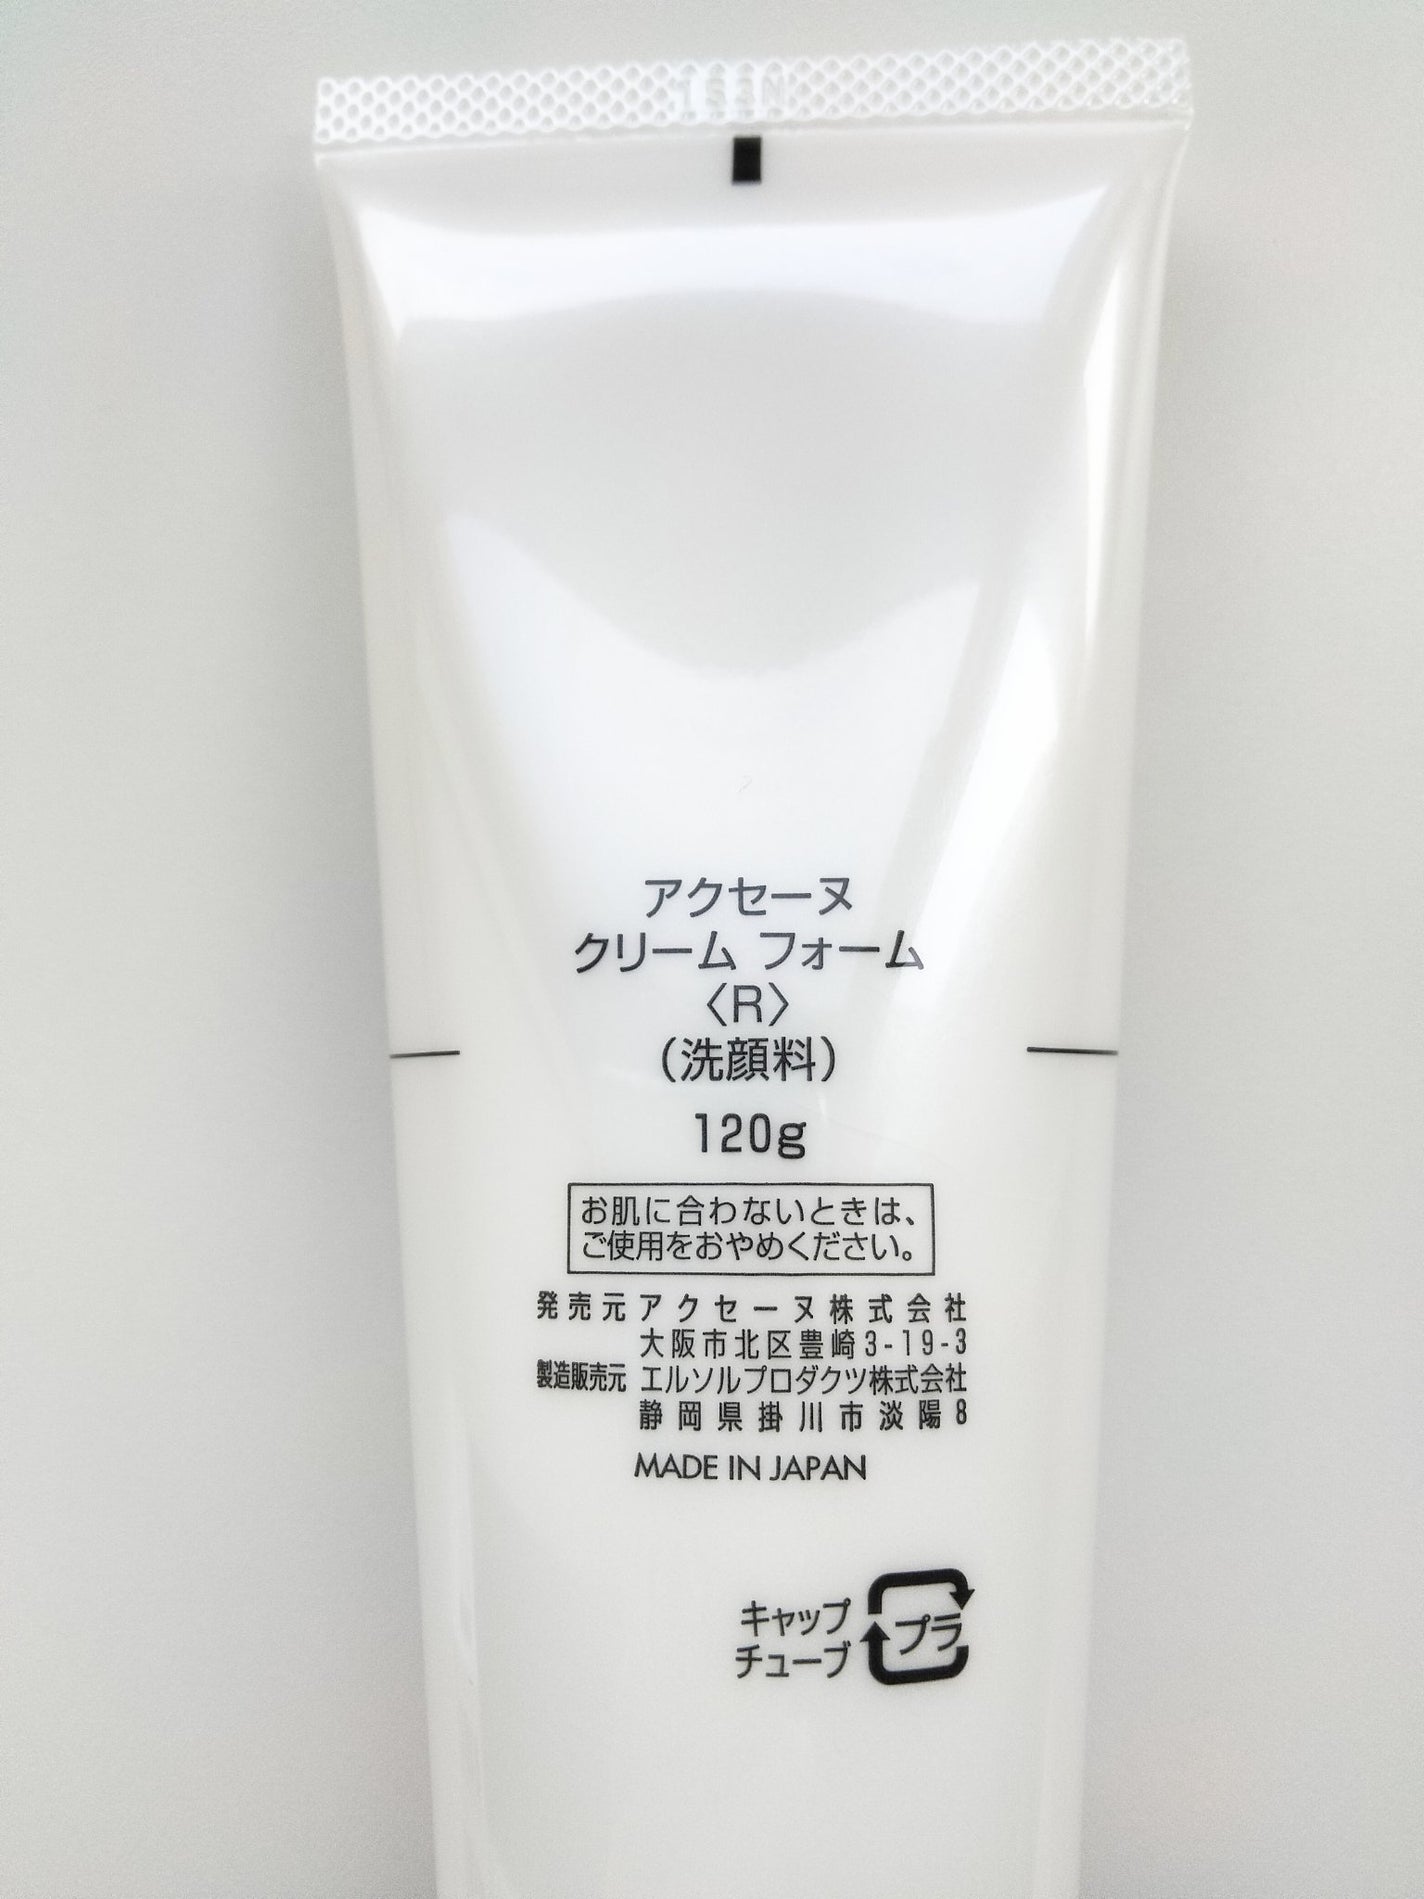 アクセーヌ
クリーム フォーム
〈R〉
(洗顔料)
120g
お肌に合わないときは、
ご使用をおやめください。
発売元 アクセーヌ株式会社
大阪市北区豊崎3-19-3
製造販売元 エルソルプロダクツ株式会社
静岡県掛川市淡陽8
MADE IN JAPAN
キャップ
チューブ
プラ